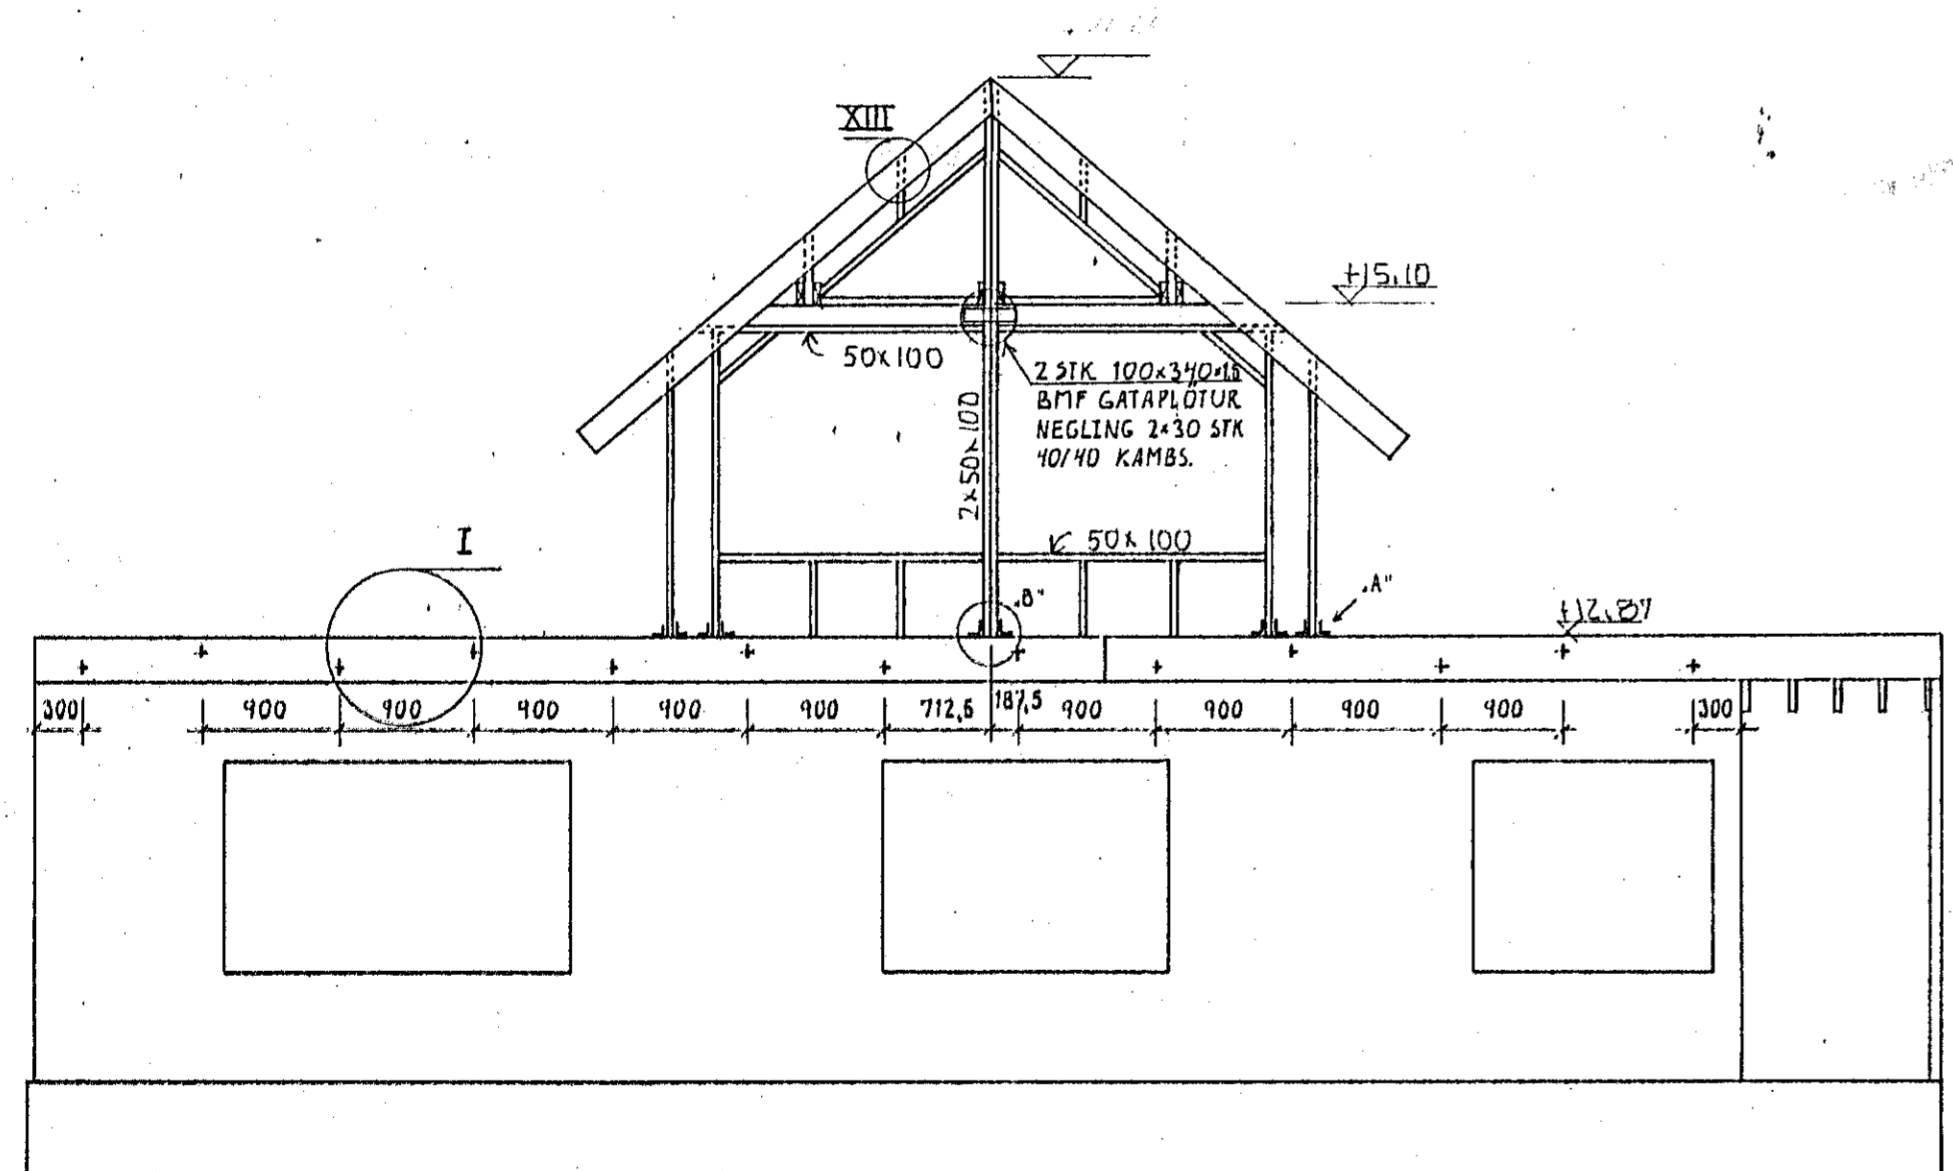 XIII
+15.10
50x100
2 STK 100x340x1.5
BMF GATAPLÖTUR
NEGLING 2x30 STK
40/40 KAMBS.
2x50x100
I
50x100
"B"
"A"
+12.87
300 900 900 900 900 900 712,5 187,5 900 900 900 900 300